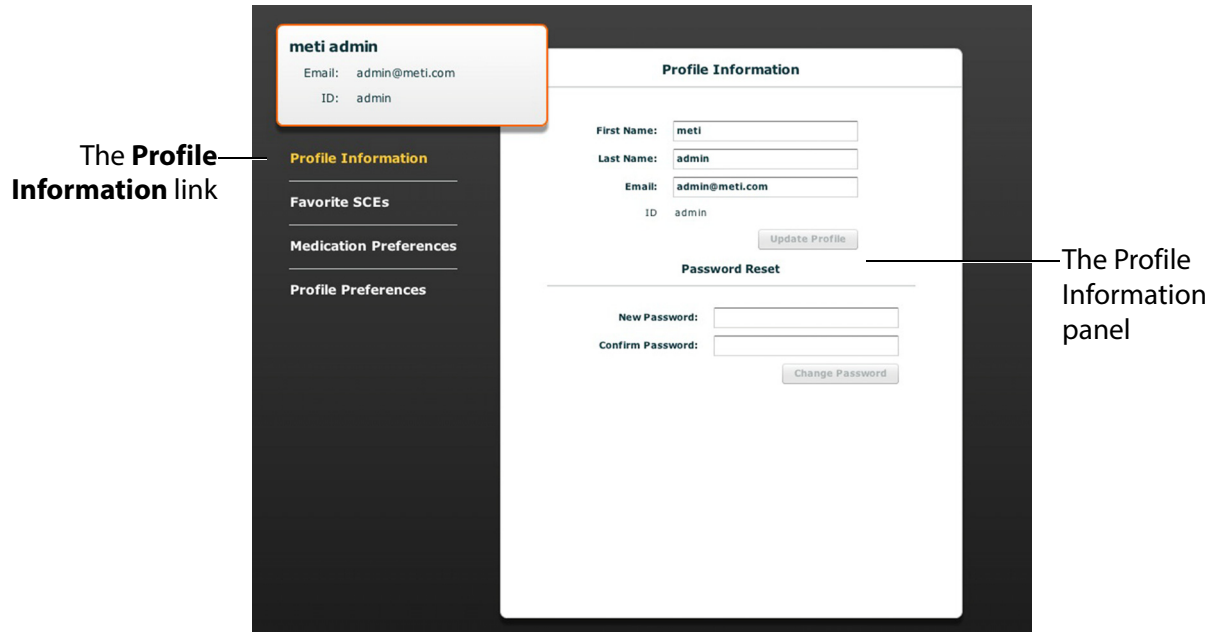 meti admin
Email: admin@meti.com
ID: admin
The Profile
Information link
Profile Information
Favorite SCEs
Medication Preferences
Profile Preferences
Profile Information
First Name: meti
Last Name: admin
Email: admin@meti.com
ID admin
Update Profile
Password Reset
New Password:
Confirm Password:
Change Password
The Profile
Information
panel